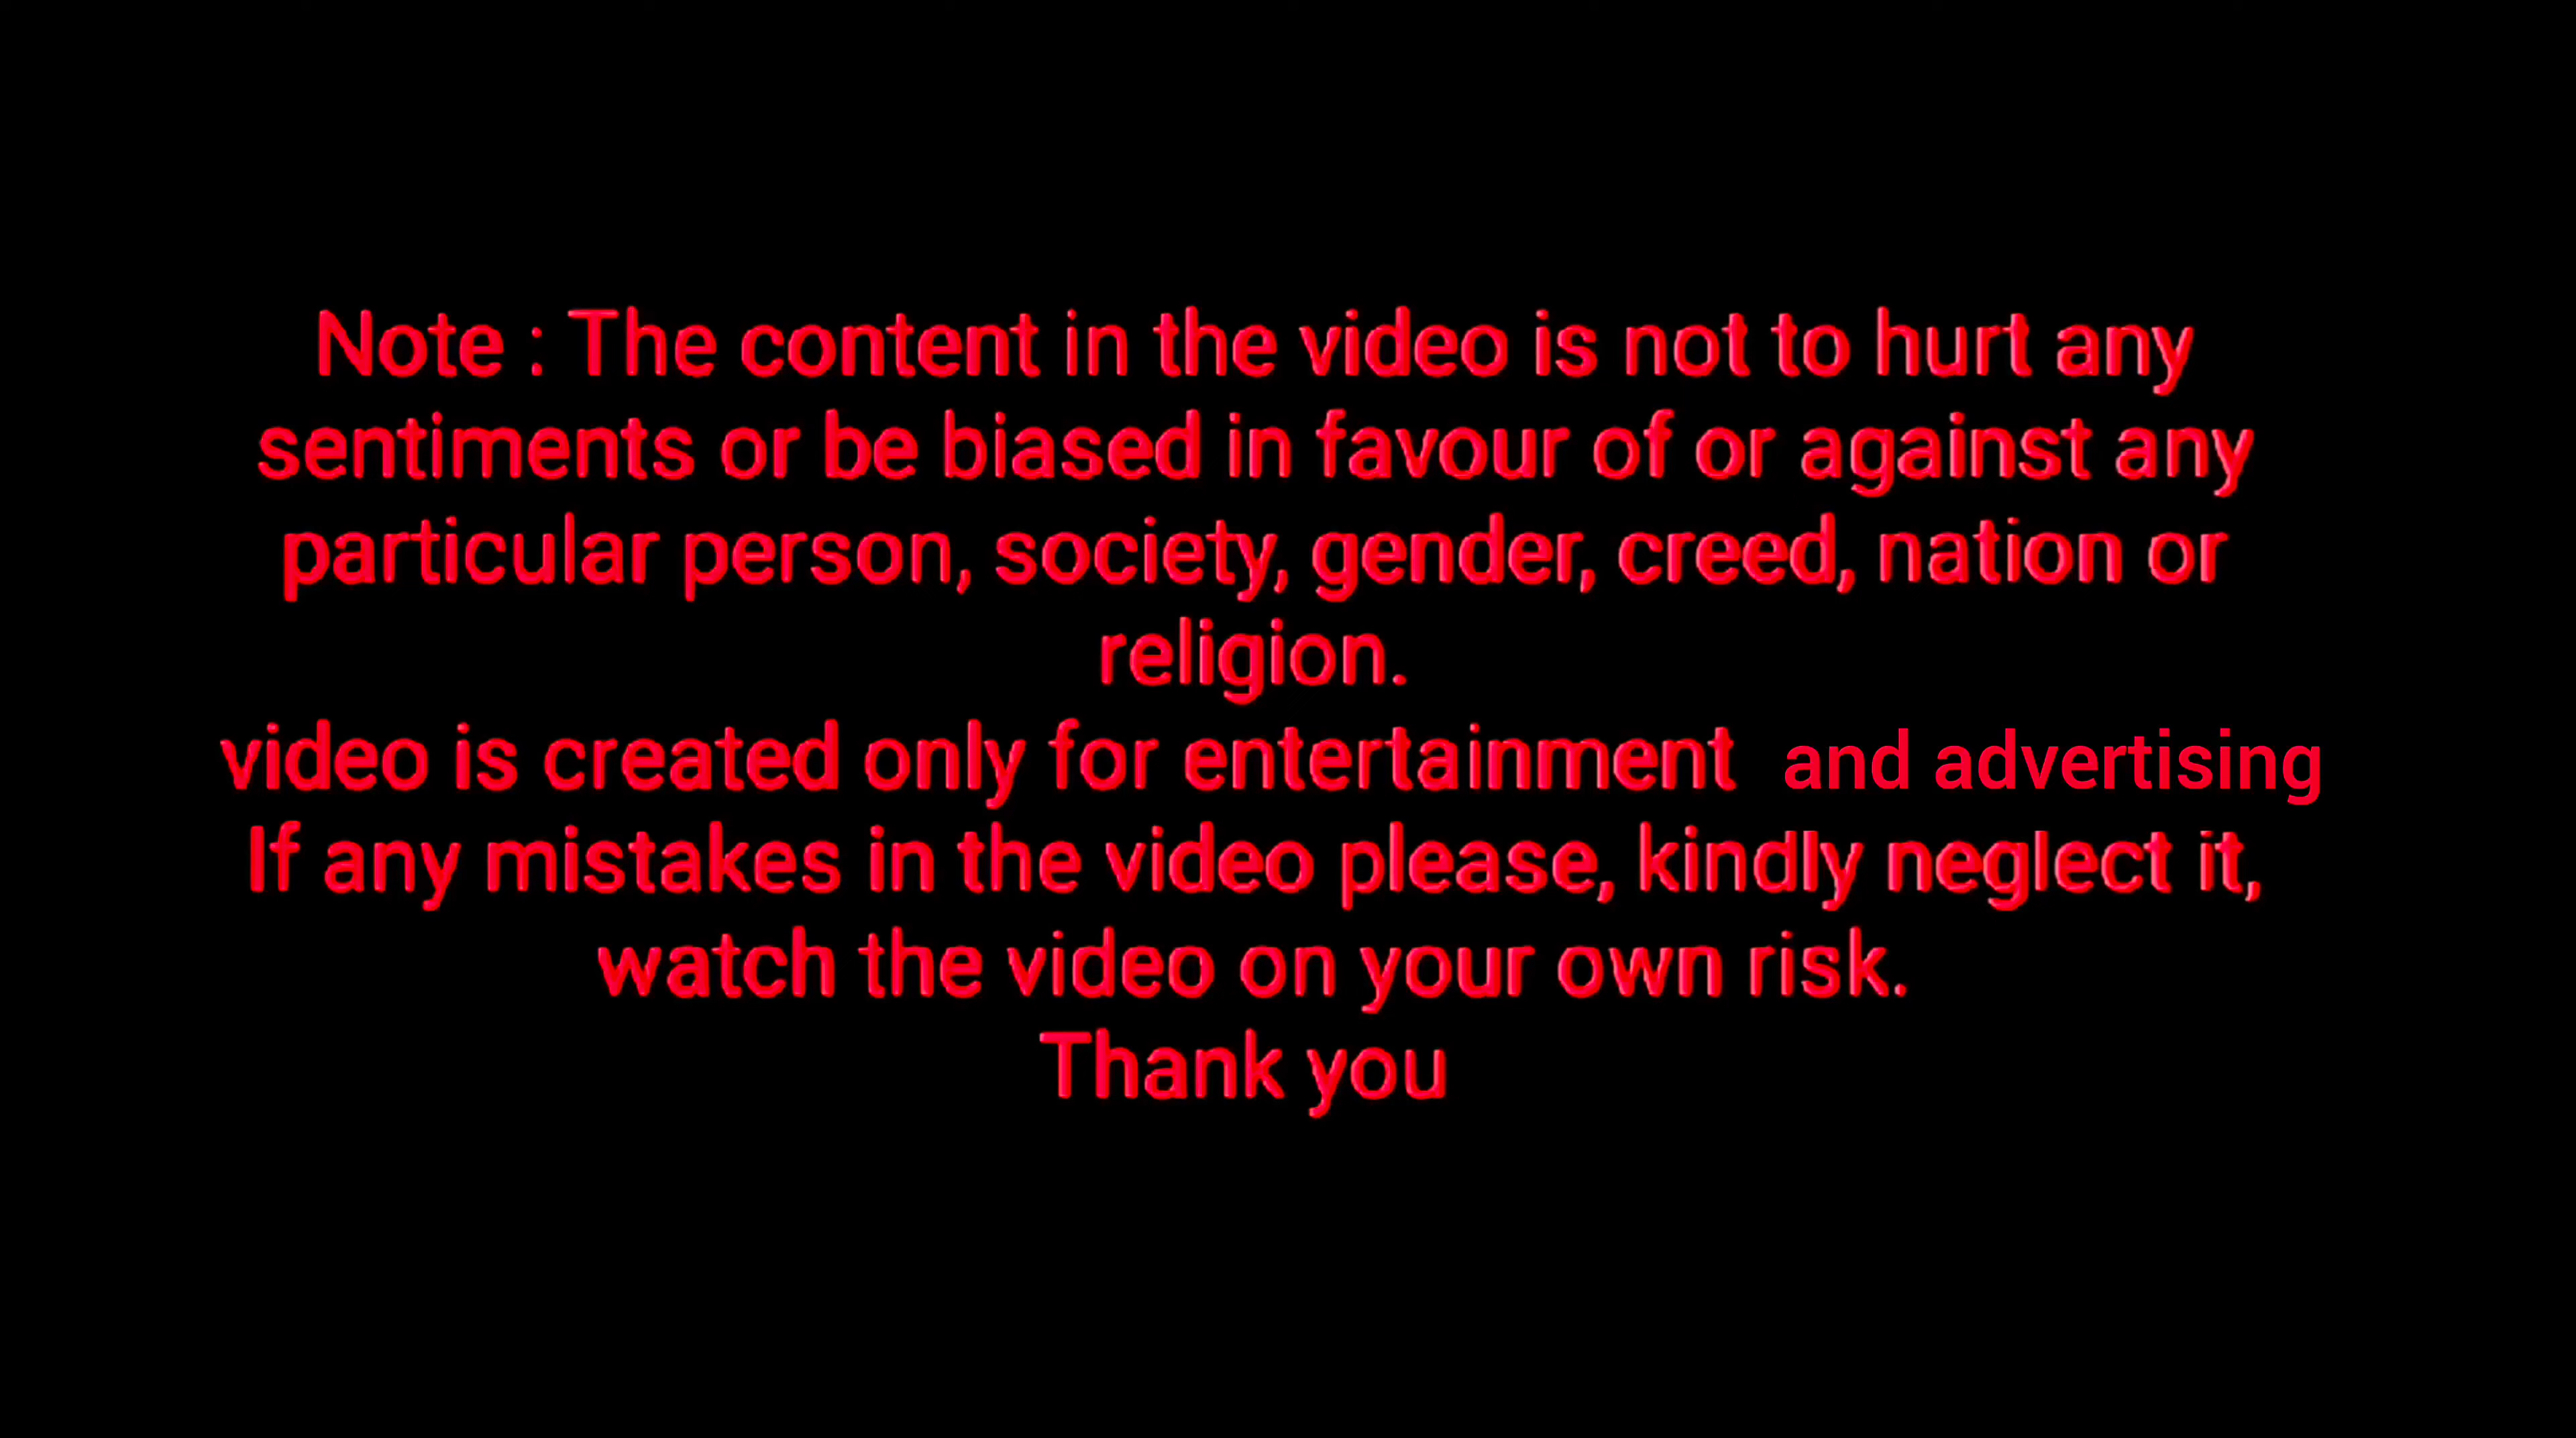 Note : The content in the video is not to hurt any
sentiments or be biased in favour of or against any
particular person, society, gender, creed, nation or
religion.
video is created only for entertainment and advertising
If any mistakes in the video please, kindly neglect it,
watch the video on your own risk.
Thank you